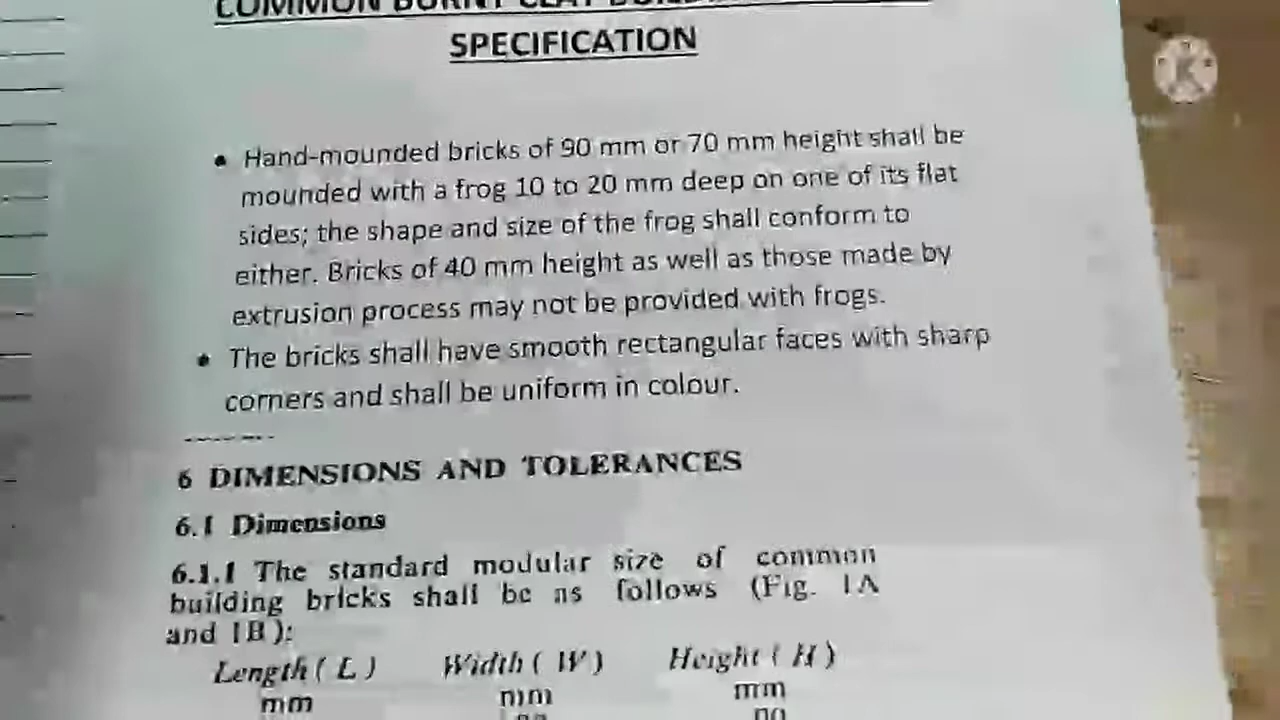 COMMON BURNT CLAY
SPECIFICATION
• Hand-mounded bricks of 90 mm or 70 mm height shall be
mounded with a frog 10 to 20 mm deep on one of its flat
sides; the shape and size of the frog shall conform to
either. Bricks of 40 mm height as well as those made by
extrusion process may not be provided with frogs.
• The bricks shall have smooth rectangular faces with sharp
corners and shall be uniform in colour.
6 DIMENSIONS AND TOLERANCES
6.1 Dimensions
6.1.1 The standard modular size of common
building bricks shall be as follows (Fig. 1A
and 1B):
Length ( L ) Width ( W ) Height ( H )
mm mm mm